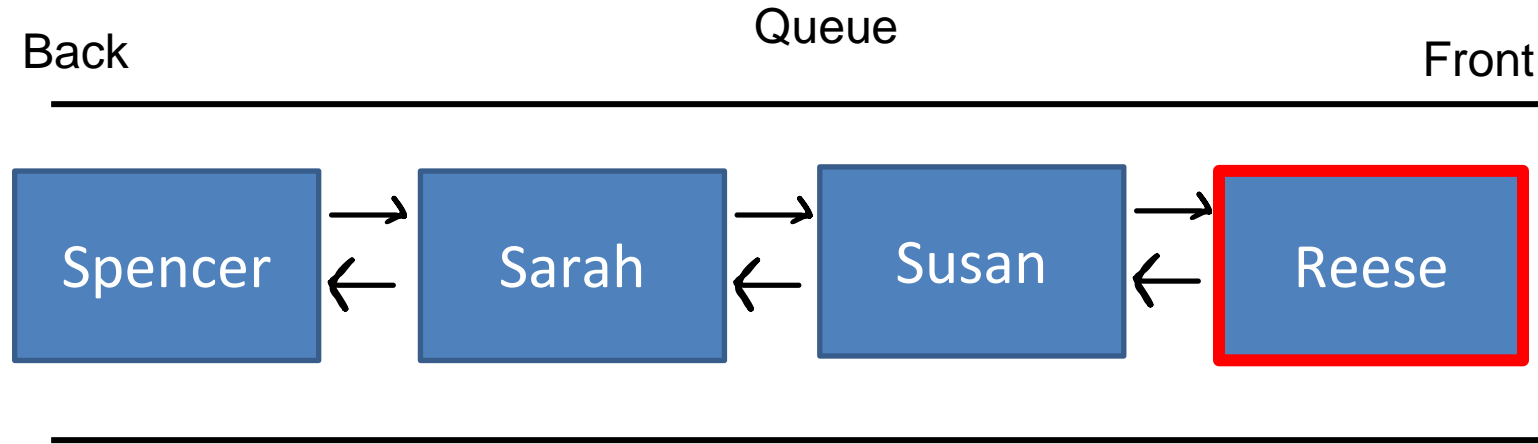 Queue
Back
Front
Spencer
Sarah
Susan
Reese